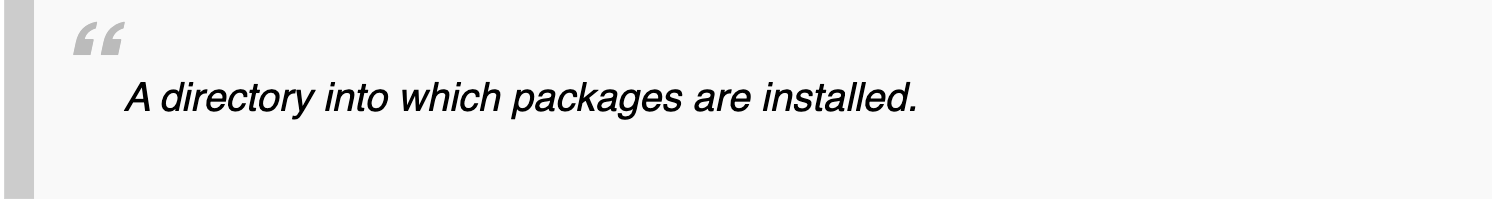 “
A directory into which packages are installed.